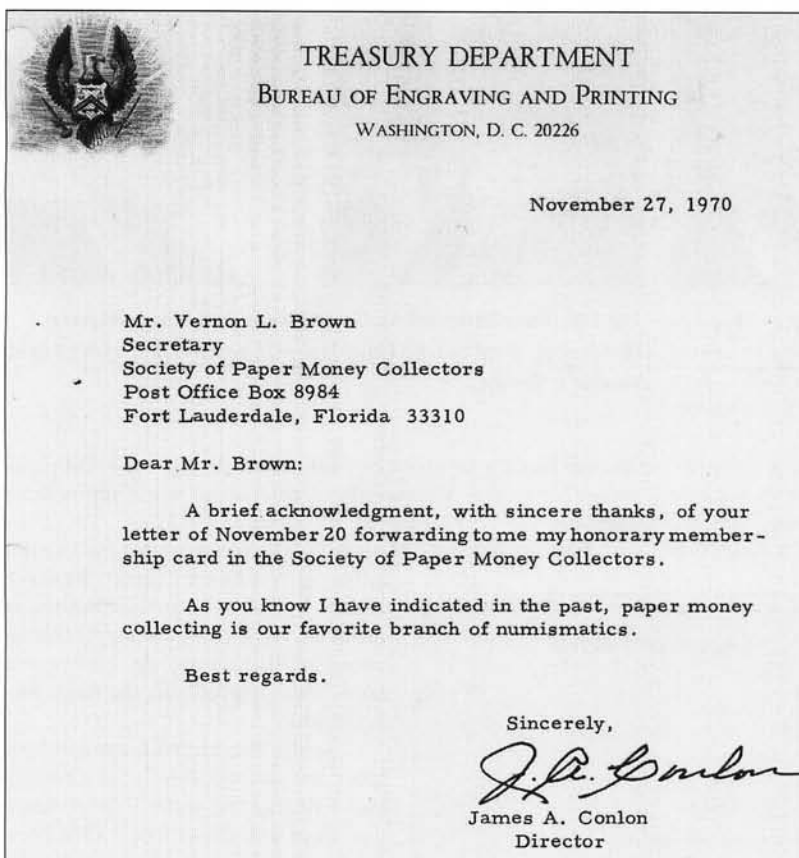 TREASURY DEPARTMENT
BUREAU OF ENGRAVING AND PRINTING
WASHINGTON, D. C. 20226
November 27, 1970
Mr. Vernon L. Brown
Secretary
Society of Paper Money Collectors
Post Office Box 8984
Fort Lauderdale, Florida 33310
Dear Mr. Brown:
A brief acknowledgment, with sincere thanks, of your
letter of November 20 forwarding to me my honorary member-
ship card in the Society of Paper Money Collectors.
As you know I have indicated in the past, paper money
collecting is our favorite branch of numismatics.
Best regards.
Sincerely,
J. A. Conlon
James A. Conlon
Director